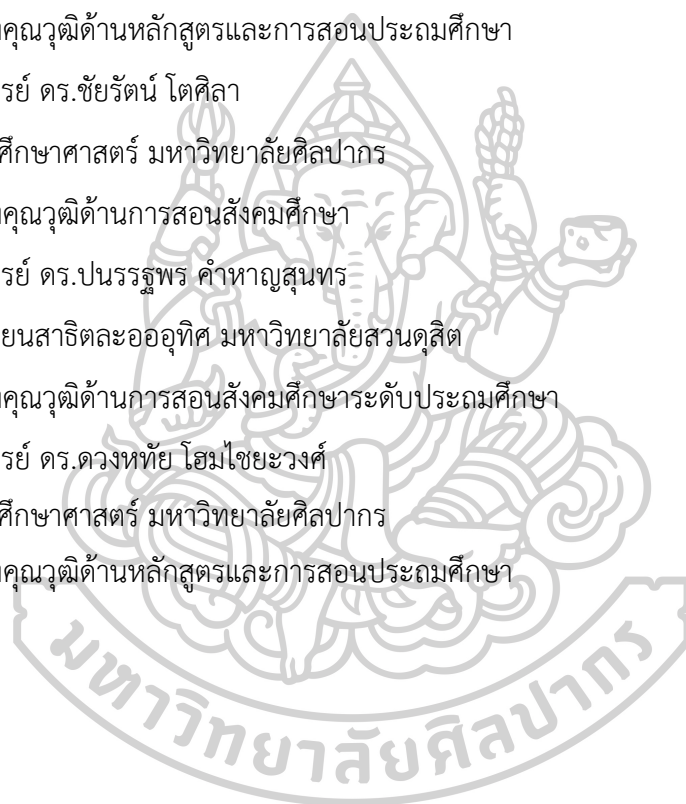 คุณวุฒิด้านหลักสูตรและการสอนประถมศึกษา
รย์ ดร.ชัยรัตน์ โตศิลา
ศึกษาศาสตร์ มหาวิทยาลัยศิลปากร
คุณวุฒิด้านการสอนสังคมศึกษา
รย์ ดร.ปนรรฐพร คำหาญสุนทร
ยนสาธิตละอออุทิศ มหาวิทยาลัยสวนดุสิต
คุณวุฒิด้านการสอนสังคมศึกษาระดับประถมศึกษา
รย์ ดร.ดวงหทัย โฮมไชยะวงศ์
ศึกษาศาสตร์ มหาวิทยาลัยศิลปากร
คุณวุฒิด้านหลักสูตรและการสอนประถมศึกษา
มหาวิทยาลัยศิลปากร